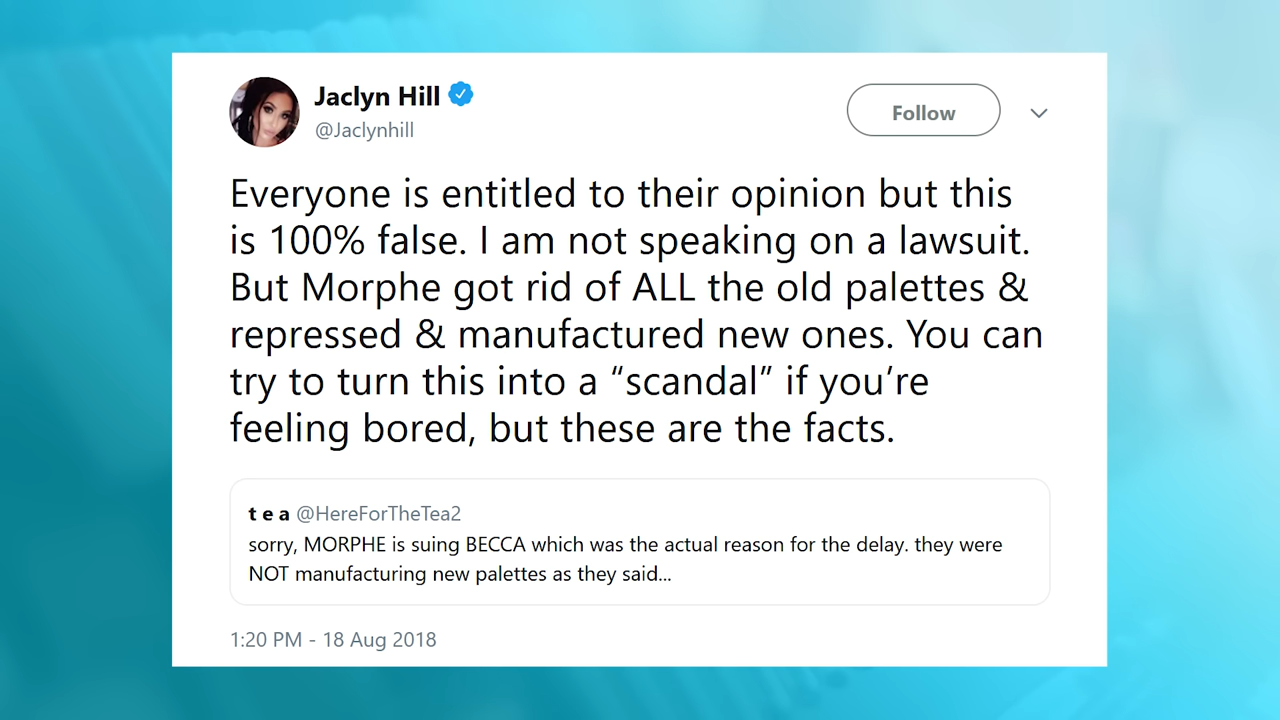 Jaclyn Hill
@Jaclynhill
Follow
Everyone is entitled to their opinion but this
is 100% false. I am not speaking on a lawsuit.
But Morphe got rid of ALL the old palettes &
repressed & manufactured new ones. You can
try to turn this into a “scandal” if you’re
feeling bored, but these are the facts.
t e a @HereForTheTea2
sorry, MORPHE is suing BECCA which was the actual reason for the delay. they were
NOT manufacturing new palettes as they said...
1:20 PM - 18 Aug 2018